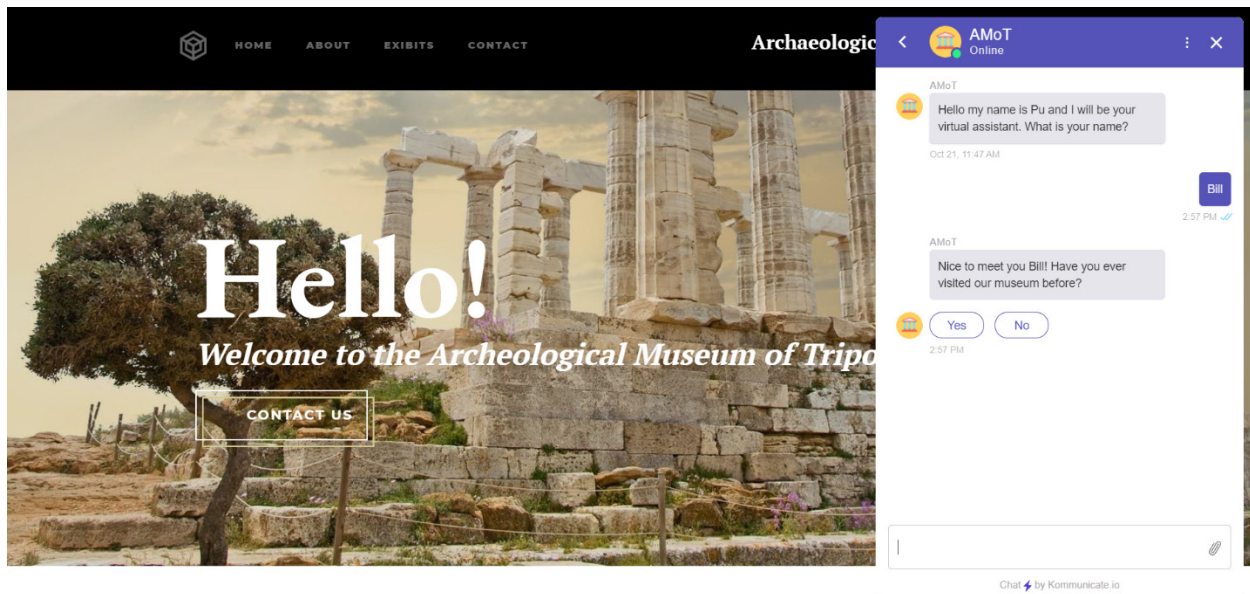 HOME ABOUT EXIBITS CONTACT
Archaeologic
Hello!
Welcome to the Archeological Museum of Tripo
CONTACT US
AMoT
Online
AMoT
Hello my name is Pu and I will be your
virtual assistant. What is your name?
Oct 21, 11:47 AM
Bill
2:57 PM
AMoT
Nice to meet you Bill! Have you ever
visited our museum before?
Yes No
2:57 PM
Chat by Kommunicate.io